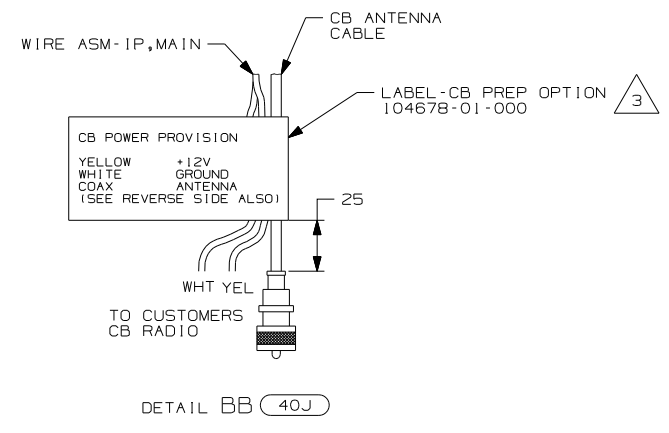 CB ANTENNA
CABLE
WIRE ASM-IP,MAIN
LABEL-CB PREP OPTION
104678-01-000
3
CB POWER PROVISION
YELLOW +12V
WHITE GROUND
COAX ANTENNA
(SEE REVERSE SIDE ALSO)
25
WHT YEL
TO CUSTOMERS
CB RADIO
DETAIL BB 40J